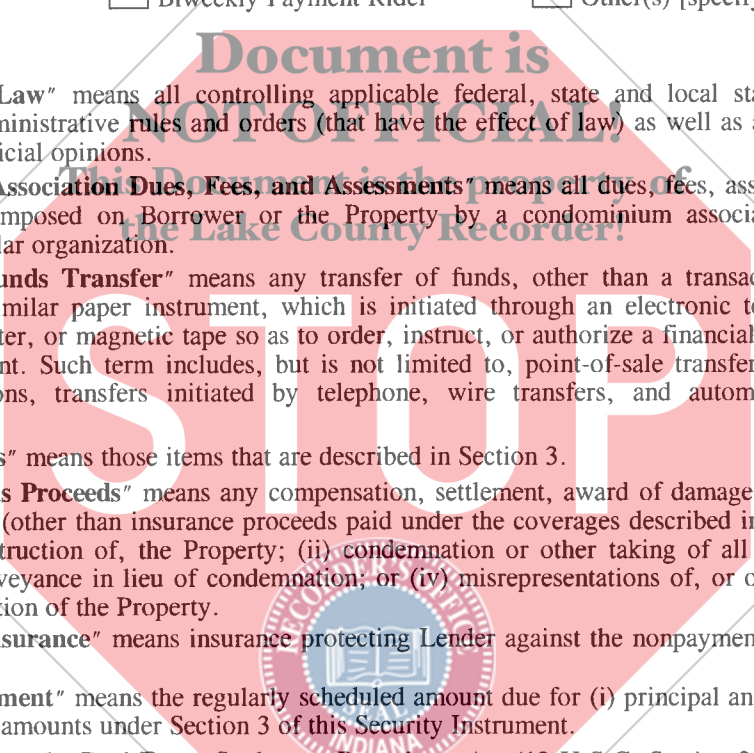 Biweekly Payment Rider Other(s) [specify
Document is
Law" means all controlling applicable federal, state and local sta
ministrative rules and orders (that have the effect of law) as well as a
NOT OFFICIAL!
icial opinions.
Association Dues, Fees, and Assessments" means all dues, fees, ass
This Document is the property of
mposed on Borrower or the Property by a condominium associa
the Lake County Recorder!
lar organization.
unds Transfer" means any transfer of funds, other than a transac
imilar paper instrument, which is initiated through an electronic te
ter, or magnetic tape so as to order, instruct, or authorize a financial
nt. Such term includes, but is not limited to, point-of-sale transfer
ons, transfers initiated by telephone, wire transfers, and autom
STOP
s" means those items that are described in Section 3.
s Proceeds" means any compensation, settlement, award of damage
(other than insurance proceeds paid under the coverages described in
truction of, the Property; (ii) condemnation or other taking of all
veyance in lieu of condemnation; or (iv) misrepresentations of, or o
tion of the Property.
RECORDER'S OFFICE
nsurance" means insurance protecting Lender against the nonpaymen
ment" means the regularly scheduled amount due for (i) principal an
amounts under Section 3 of this Security Instrument.
INDIANA